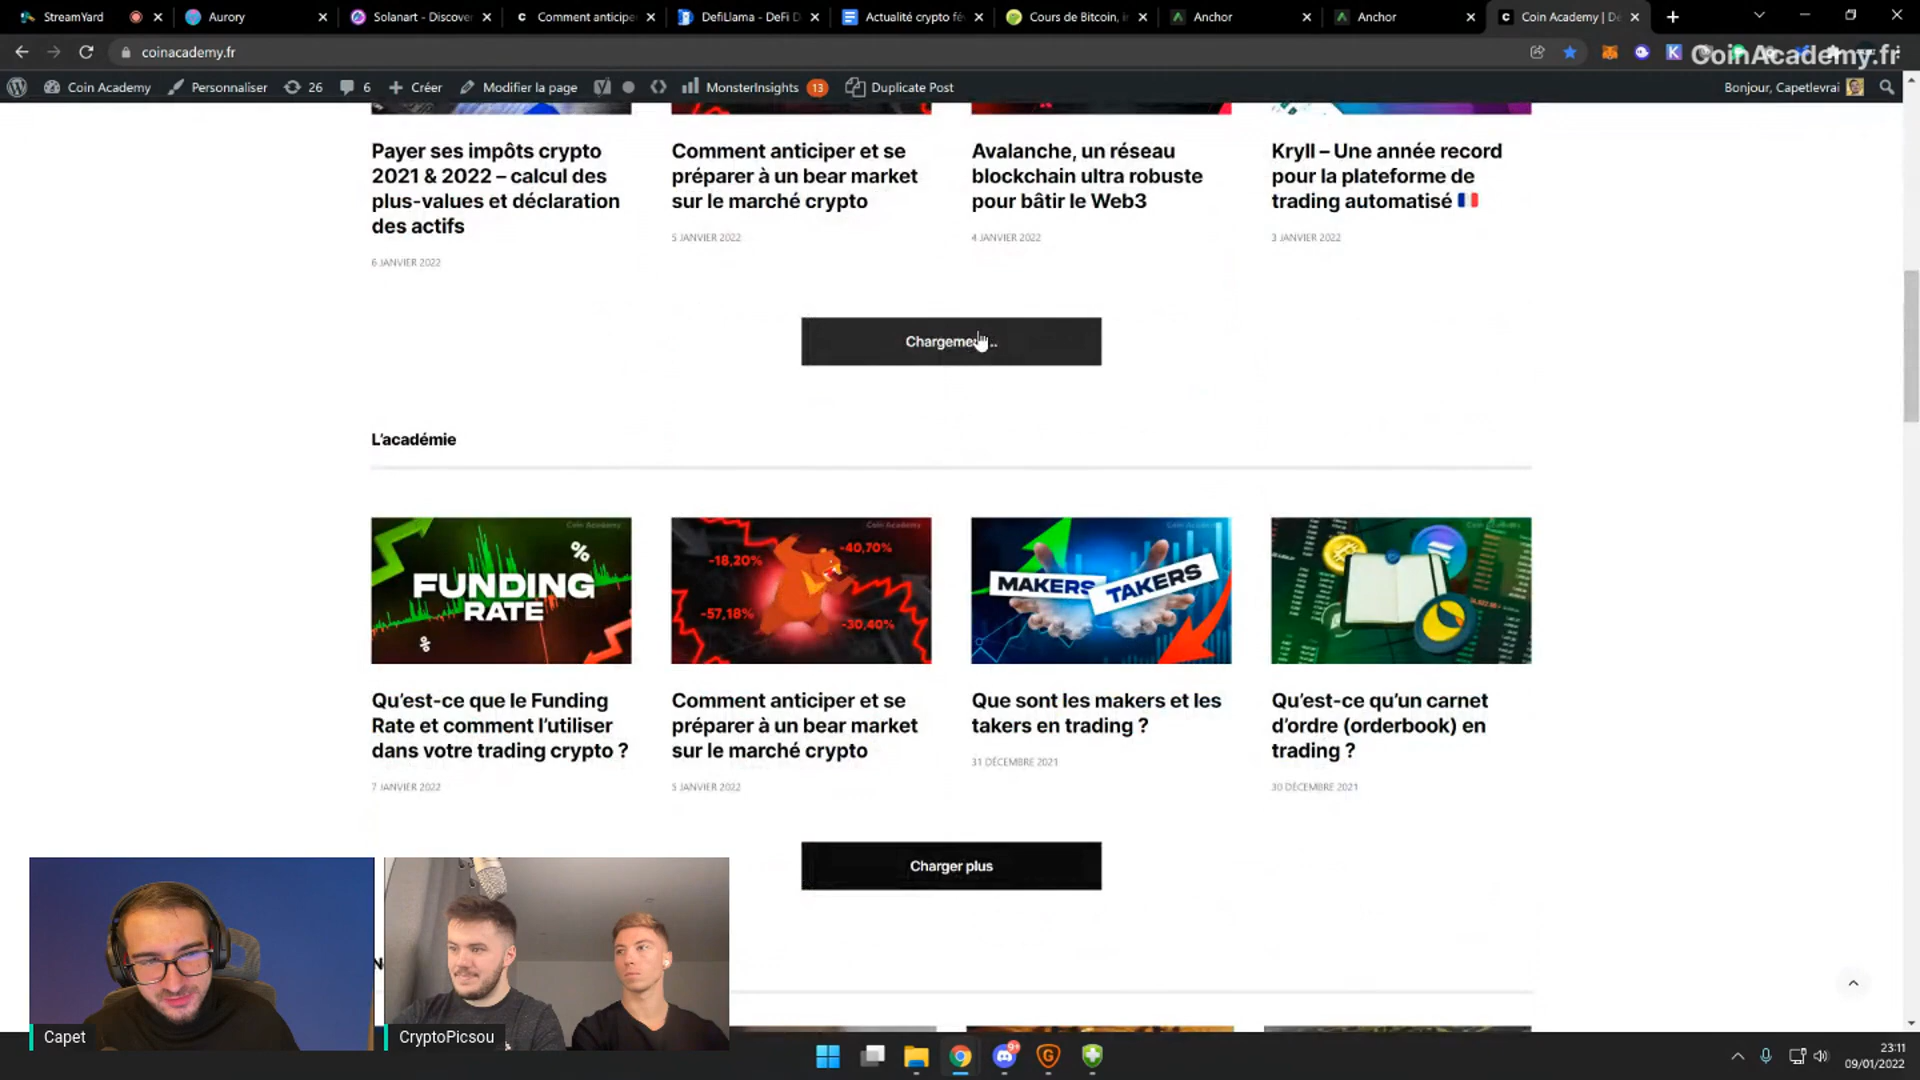 StreamYard
Aurory
Solanart - Discove
Comment anticipe
DefiLlama - DeFi D
Actualité crypto fé
Cours de Bitcoin, i
Anchor
Anchor
Coin Academy | Dé
coinacademy.fr
CoinAcademy.fr
Coin Academy
Personnaliser
26
6
Créer
Modifier la page
MonsterInsights
13
Duplicate Post
Bonjour, Capetlevrai
Payer ses impôts crypto
2021 & 2022 – calcul des
plus-values et déclaration
des actifs
6 JANVIER 2022
Comment anticiper et se
préparer à un bear market
sur le marché crypto
5 JANVIER 2022
Avalanche, un réseau
blockchain ultra robuste
pour bâtir le Web3
4 JANVIER 2022
Kryll – Une année record
pour la plateforme de
trading automatisé
3 JANVIER 2022
L'académie
Coin Academy
%
FUNDING
RATE
%
Coin Academy
-18,20%
-40,70%
-57,18%
-30,40%
MAKERS
TAKERS
Qu'est-ce que le Funding
Rate et comment l'utiliser
dans votre trading crypto ?
7 JANVIER 2022
Comment anticiper et se
préparer à un bear market
sur le marché crypto
5 JANVIER 2022
Que sont les makers et les
takers en trading ?
31 DÉCEMBRE 2021
Qu'est-ce qu'un carnet
d'ordre (orderbook) en
trading ?
30 DÉCEMBRE 2021
Charger plus
Capet
CryptoPicsou
9+
23:11
09/01/2022